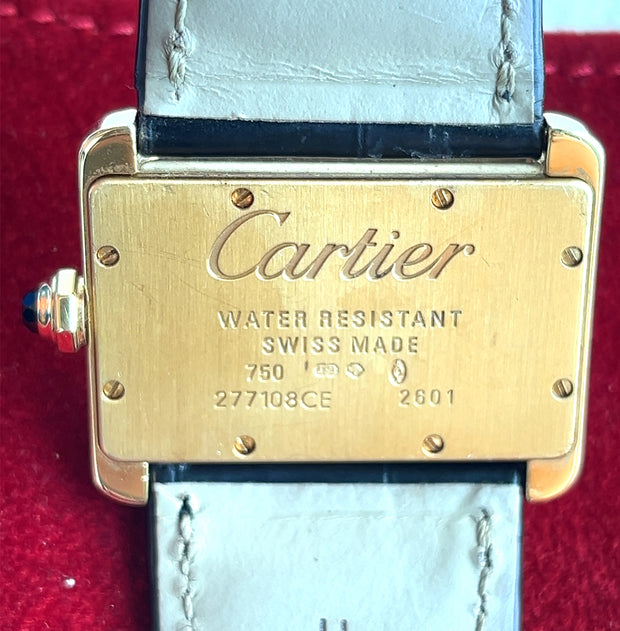 Cartier
WATER RESISTANT
SWISS MADE
750
277108CE 2601